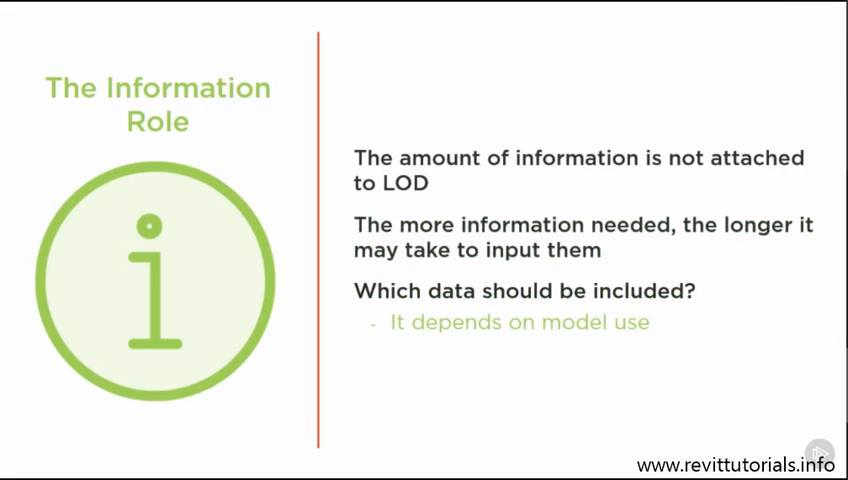 The Information
Role
The amount of information is not attached
to LOD
The more information needed, the longer it
may take to input them
Which data should be included?
- It depends on model use
www.revittutorials.info